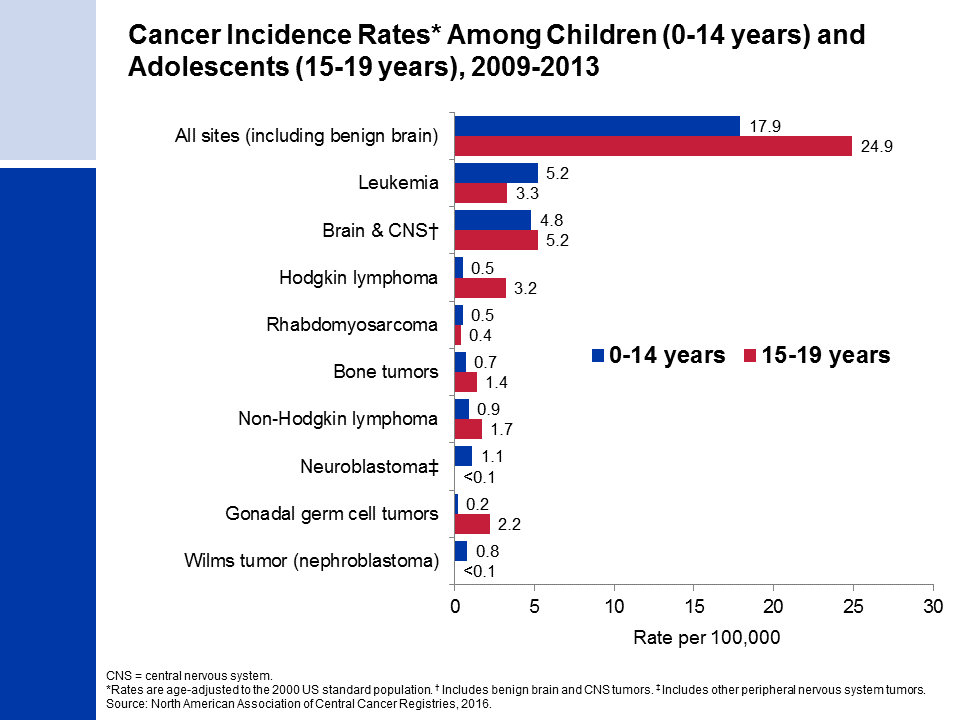 Cancer Incidence Rates* Among Children (0-14 years) and
Adolescents (15-19 years), 2009-2013
All sites (including benign brain)
17.9
24.9
Leukemia
5.2
3.3
Brain & CNS†
4.8
5.2
Hodgkin lymphoma
0.5
3.2
Rhabdomyosarcoma
0.5
0.4
Bone tumors
0.7
1.4
Non-Hodgkin lymphoma
0.9
1.7
Neuroblastoma‡
1.1
<0.1
Gonadal germ cell tumors
0.2
2.2
Wilms tumor (nephroblastoma)
0.8
<0.1
0-14 years 15-19 years
0 5 10 15 20 25 30
Rate per 100,000
CNS = central nervous system.
*Rates are age-adjusted to the 2000 US standard population. † Includes benign brain and CNS tumors. ‡ Includes other peripheral nervous system tumors.
Source: North American Association of Central Cancer Registries, 2016.